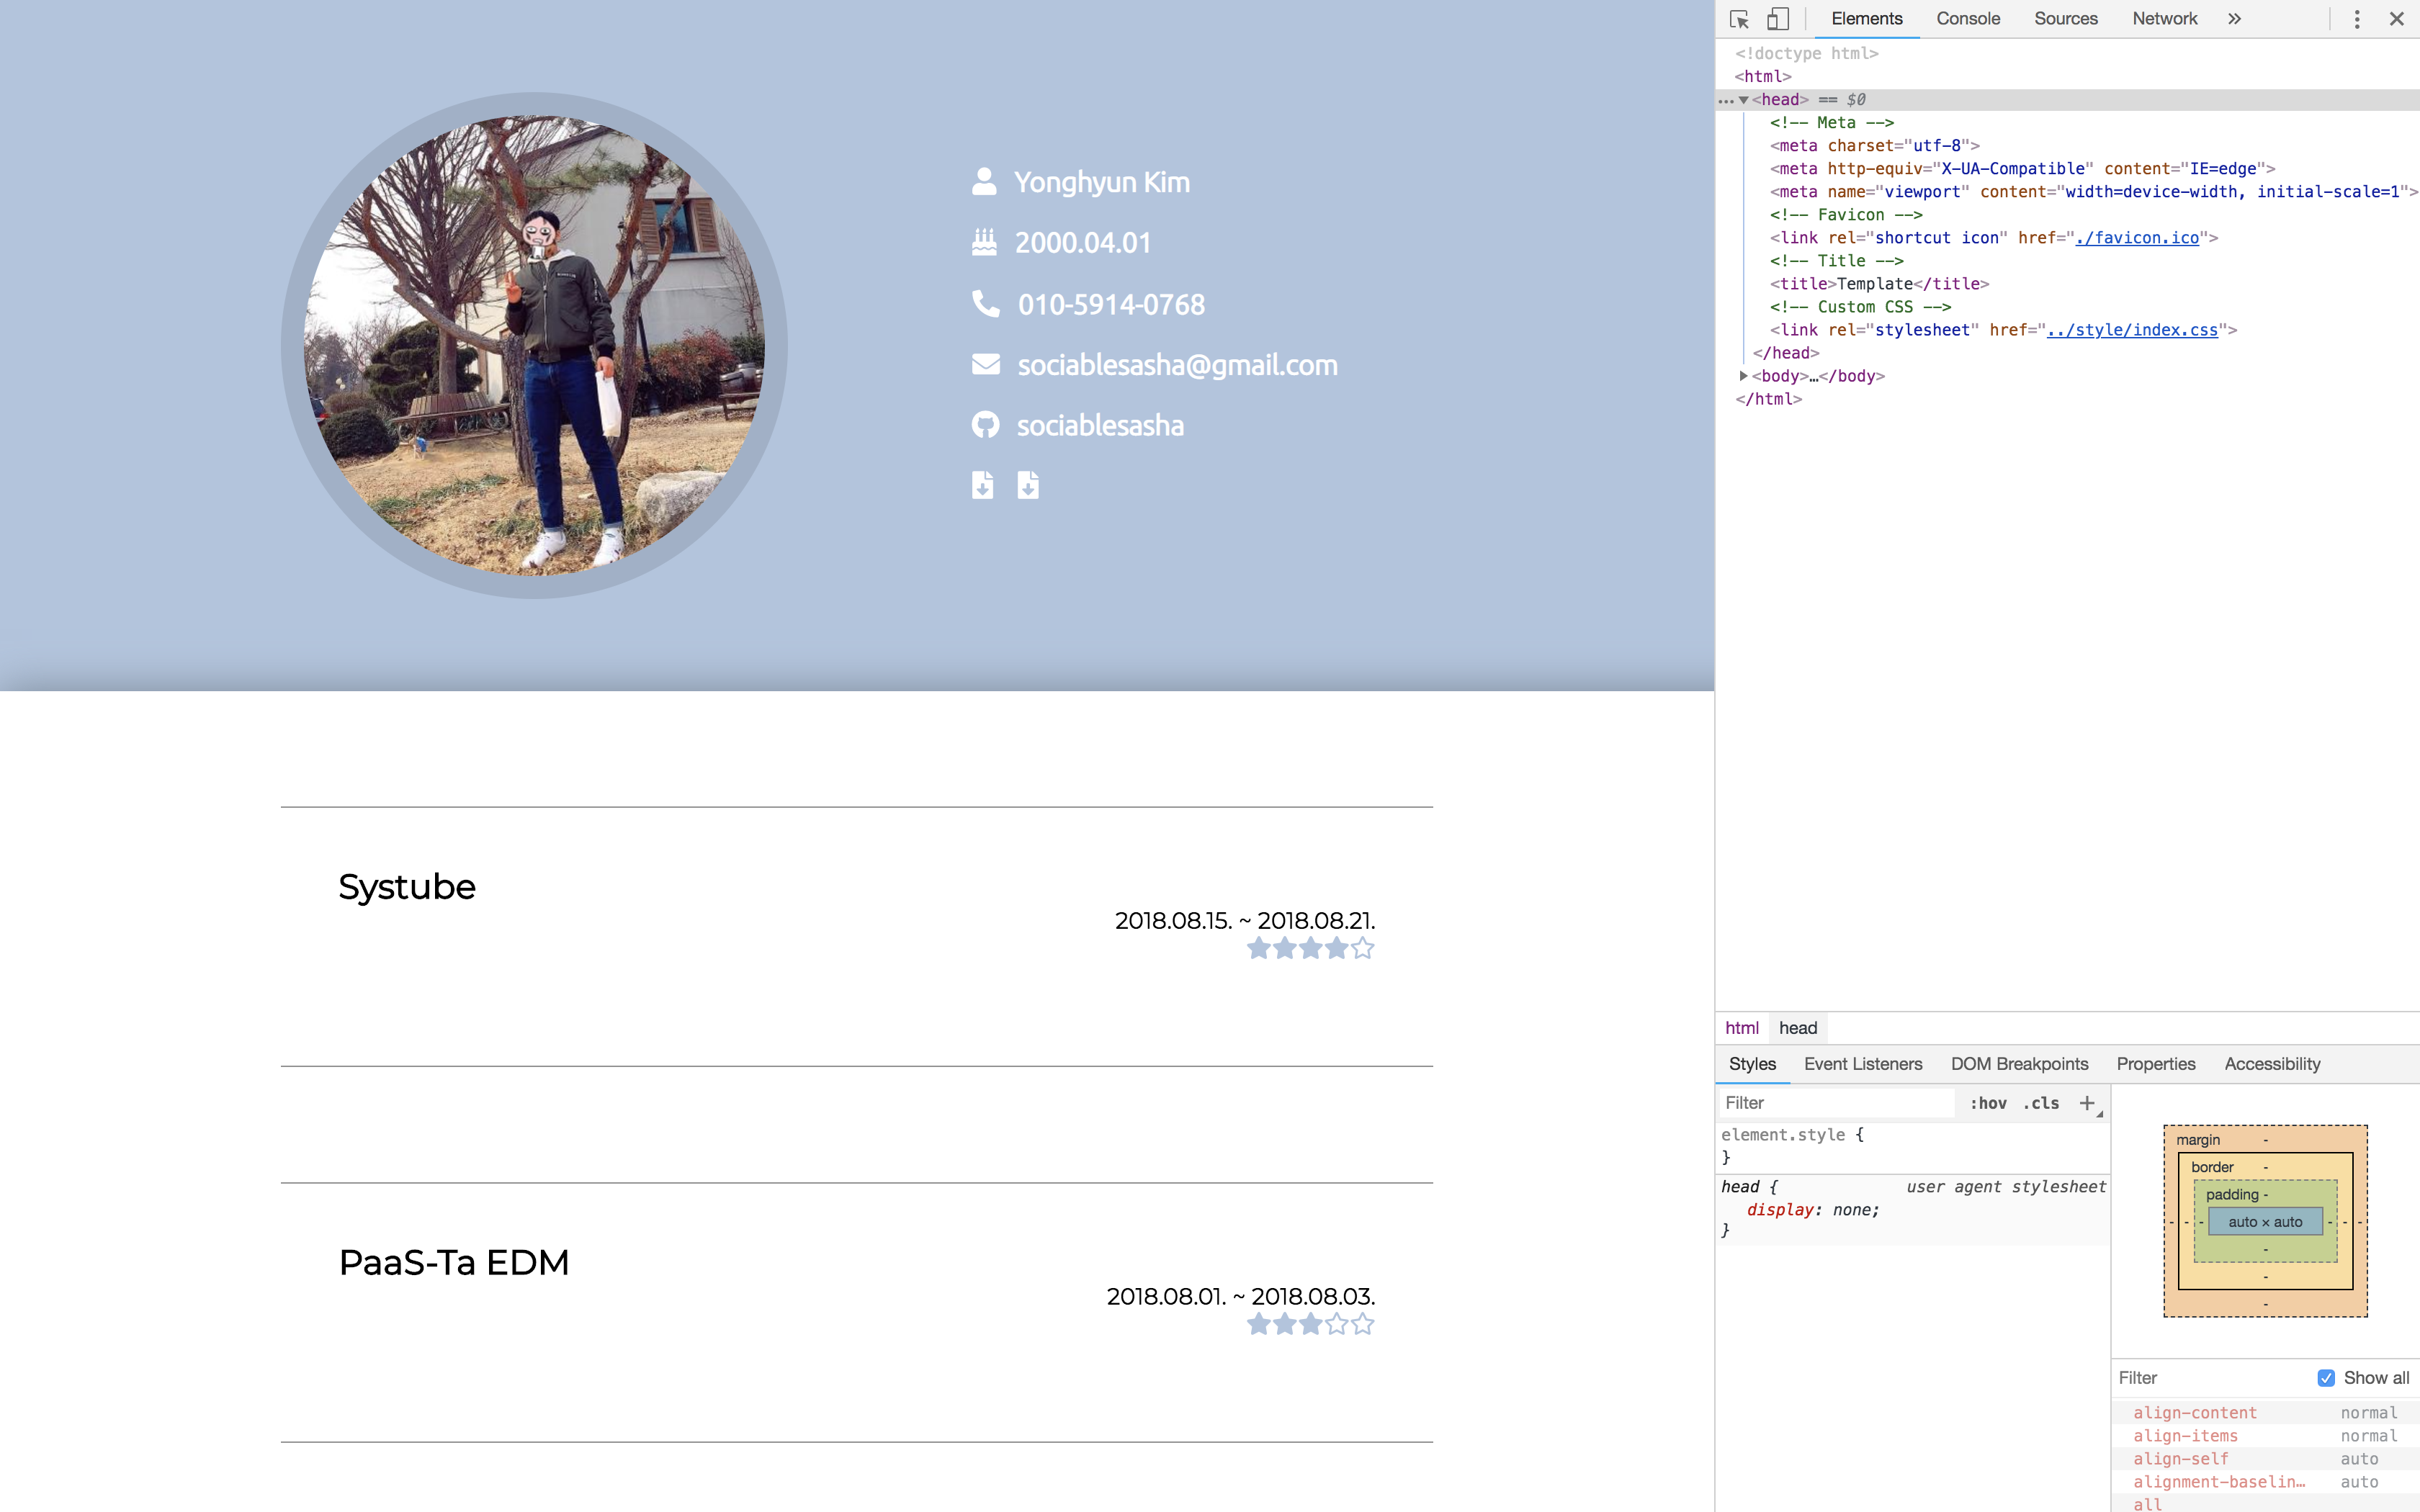 Yonghyun Kim
2000.04.01
010-5914-0768
sociablesasha@gmail.com
sociablesasha
Systube
2018.08.15. ~ 2018.08.21.
PaaS-Ta EDM
2018.08.01. ~ 2018.08.03.
Elements Console Sources Network »
<!doctype html>
<html>
… ▼<head> == $0
<!-- Meta -->
<meta charset="utf-8">
<meta http-equiv="X-UA-Compatible" content="IE=edge">
<meta name="viewport" content="width=device-width, initial-scale=1">
<!-- Favicon -->
<link rel="shortcut icon" href="./favicon.ico">
<!-- Title -->
<title>Template</title>
<!-- Custom CSS -->
<link rel="stylesheet" href="../style/index.css">
</head>
▶<body>…</body>
</html>
html head
Styles Event Listeners DOM Breakpoints Properties Accessibility
Filter :hov .cls +
element.style {
}
head { user agent stylesheet
display: none;
}
margin -
border -
padding -
- - - auto × auto - - -
-
-
-
Filter Show all
align-content normal
align-items normal
align-self auto
alignment-baselin… auto
all